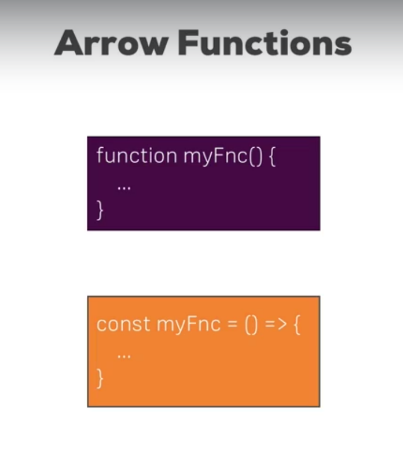 Arrow Functions
function myFnc() {
...
}
const myFnc = () => {
...
}